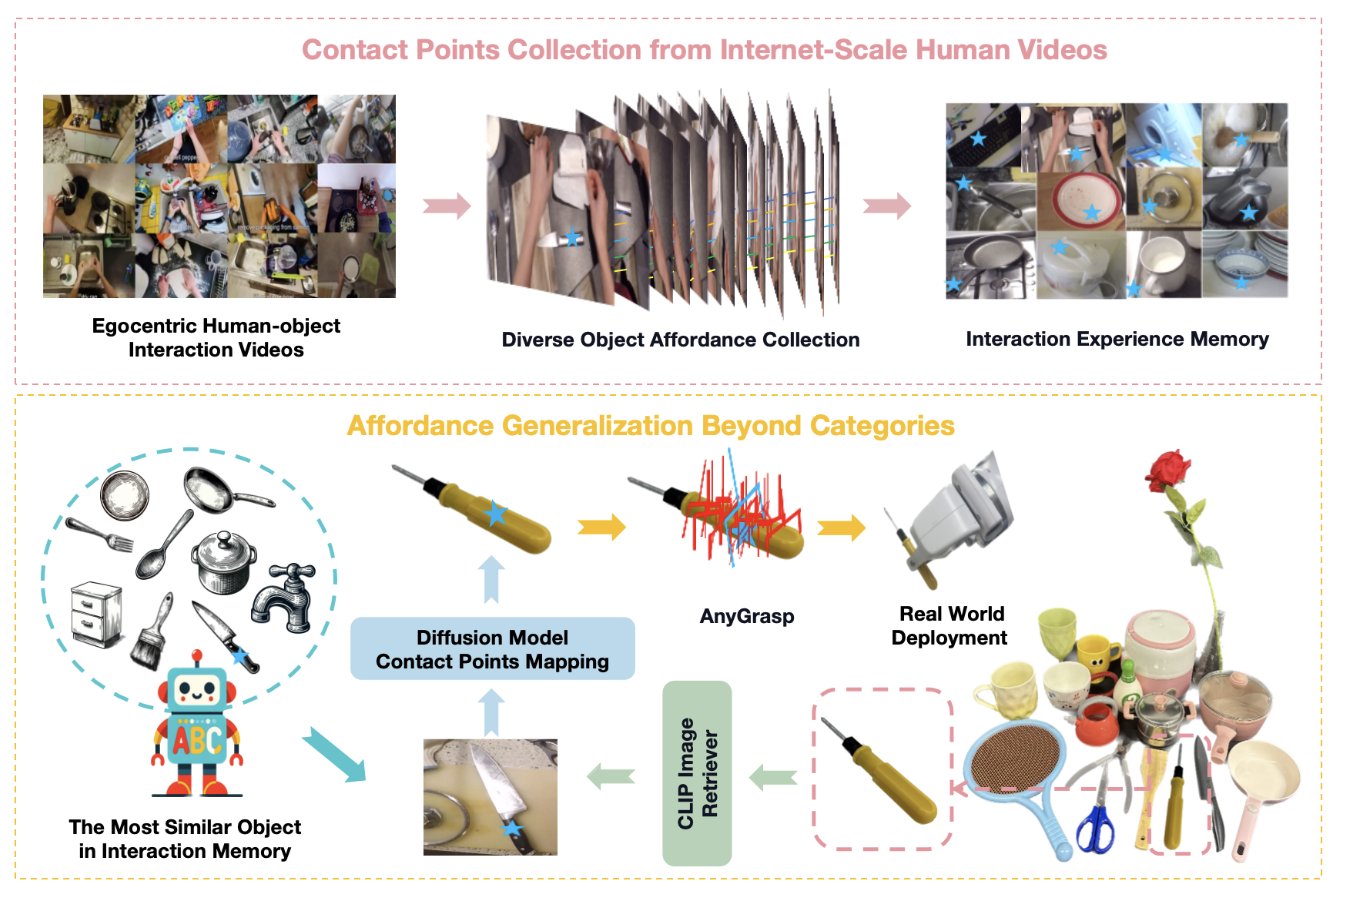 Contact Points Collection from Internet-Scale Human Videos
Egocentric Human-object
Interaction Videos
Diverse Object Affordance Collection
Interaction Experience Memory
Affordance Generalization Beyond Categories
AnyGrasp
Real World
Deployment
Diffusion Model
Contact Points Mapping
CLIP Image
Retriever
ABC
The Most Similar Object
in Interaction Memory